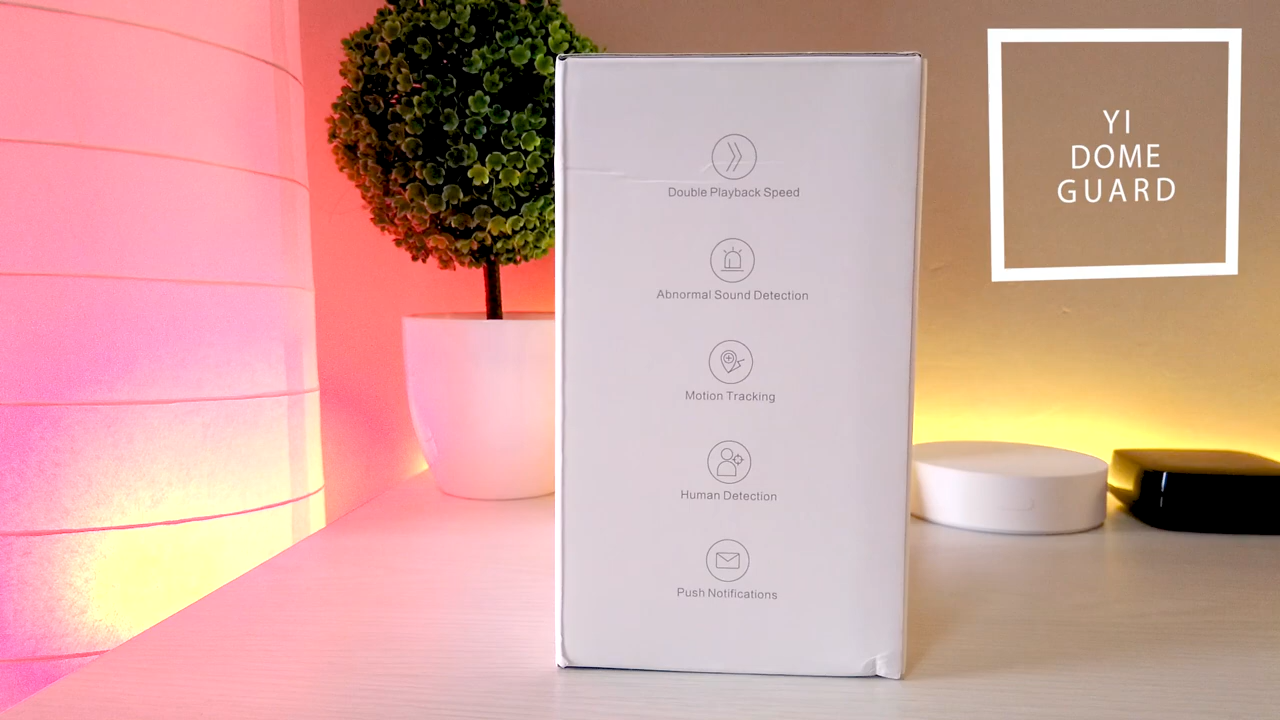 Double Playback Speed
Abnormal Sound Detection
Motion Tracking
Human Detection
Push Notifications
YI
DOME
GUARD